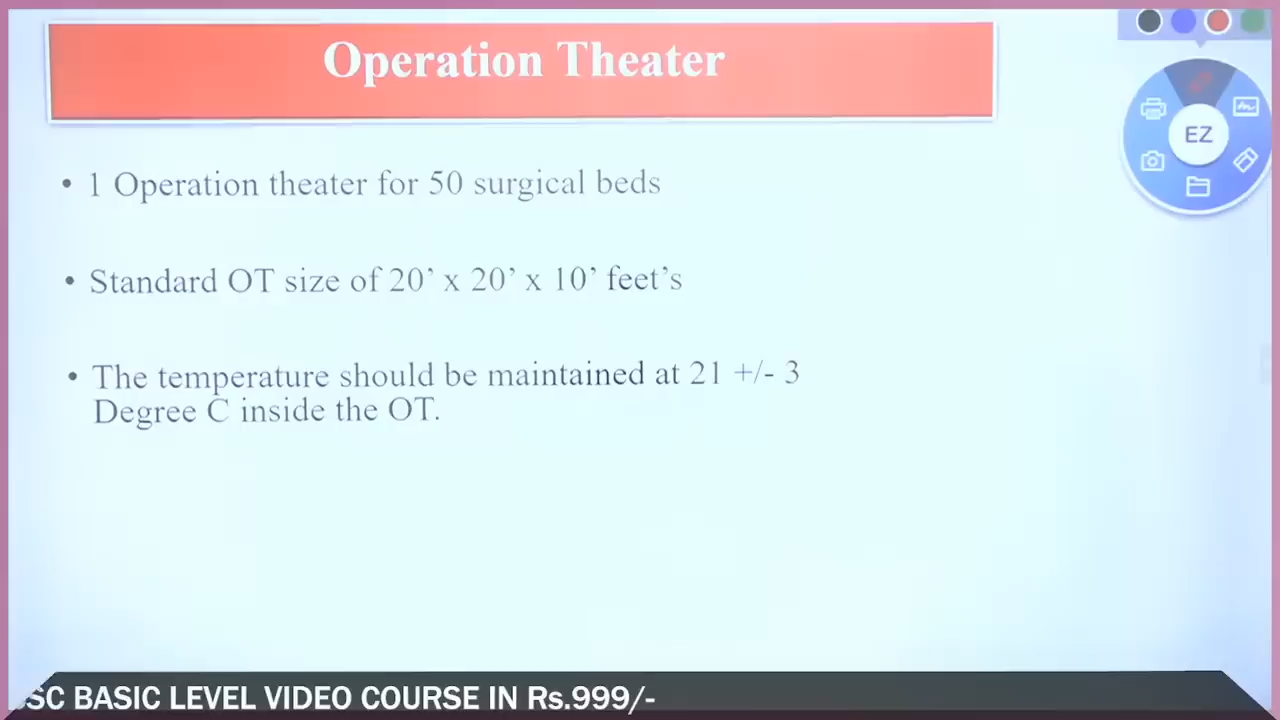 Operation Theater
• 1 Operation theater for 50 surgical beds
• Standard OT size of 20’ x 20’ x 10’ feet’s
• The temperature should be maintained at 21 +/- 3
Degree C inside the OT.
EZ
BASIC LEVEL VIDEO COURSE IN Rs.999/-